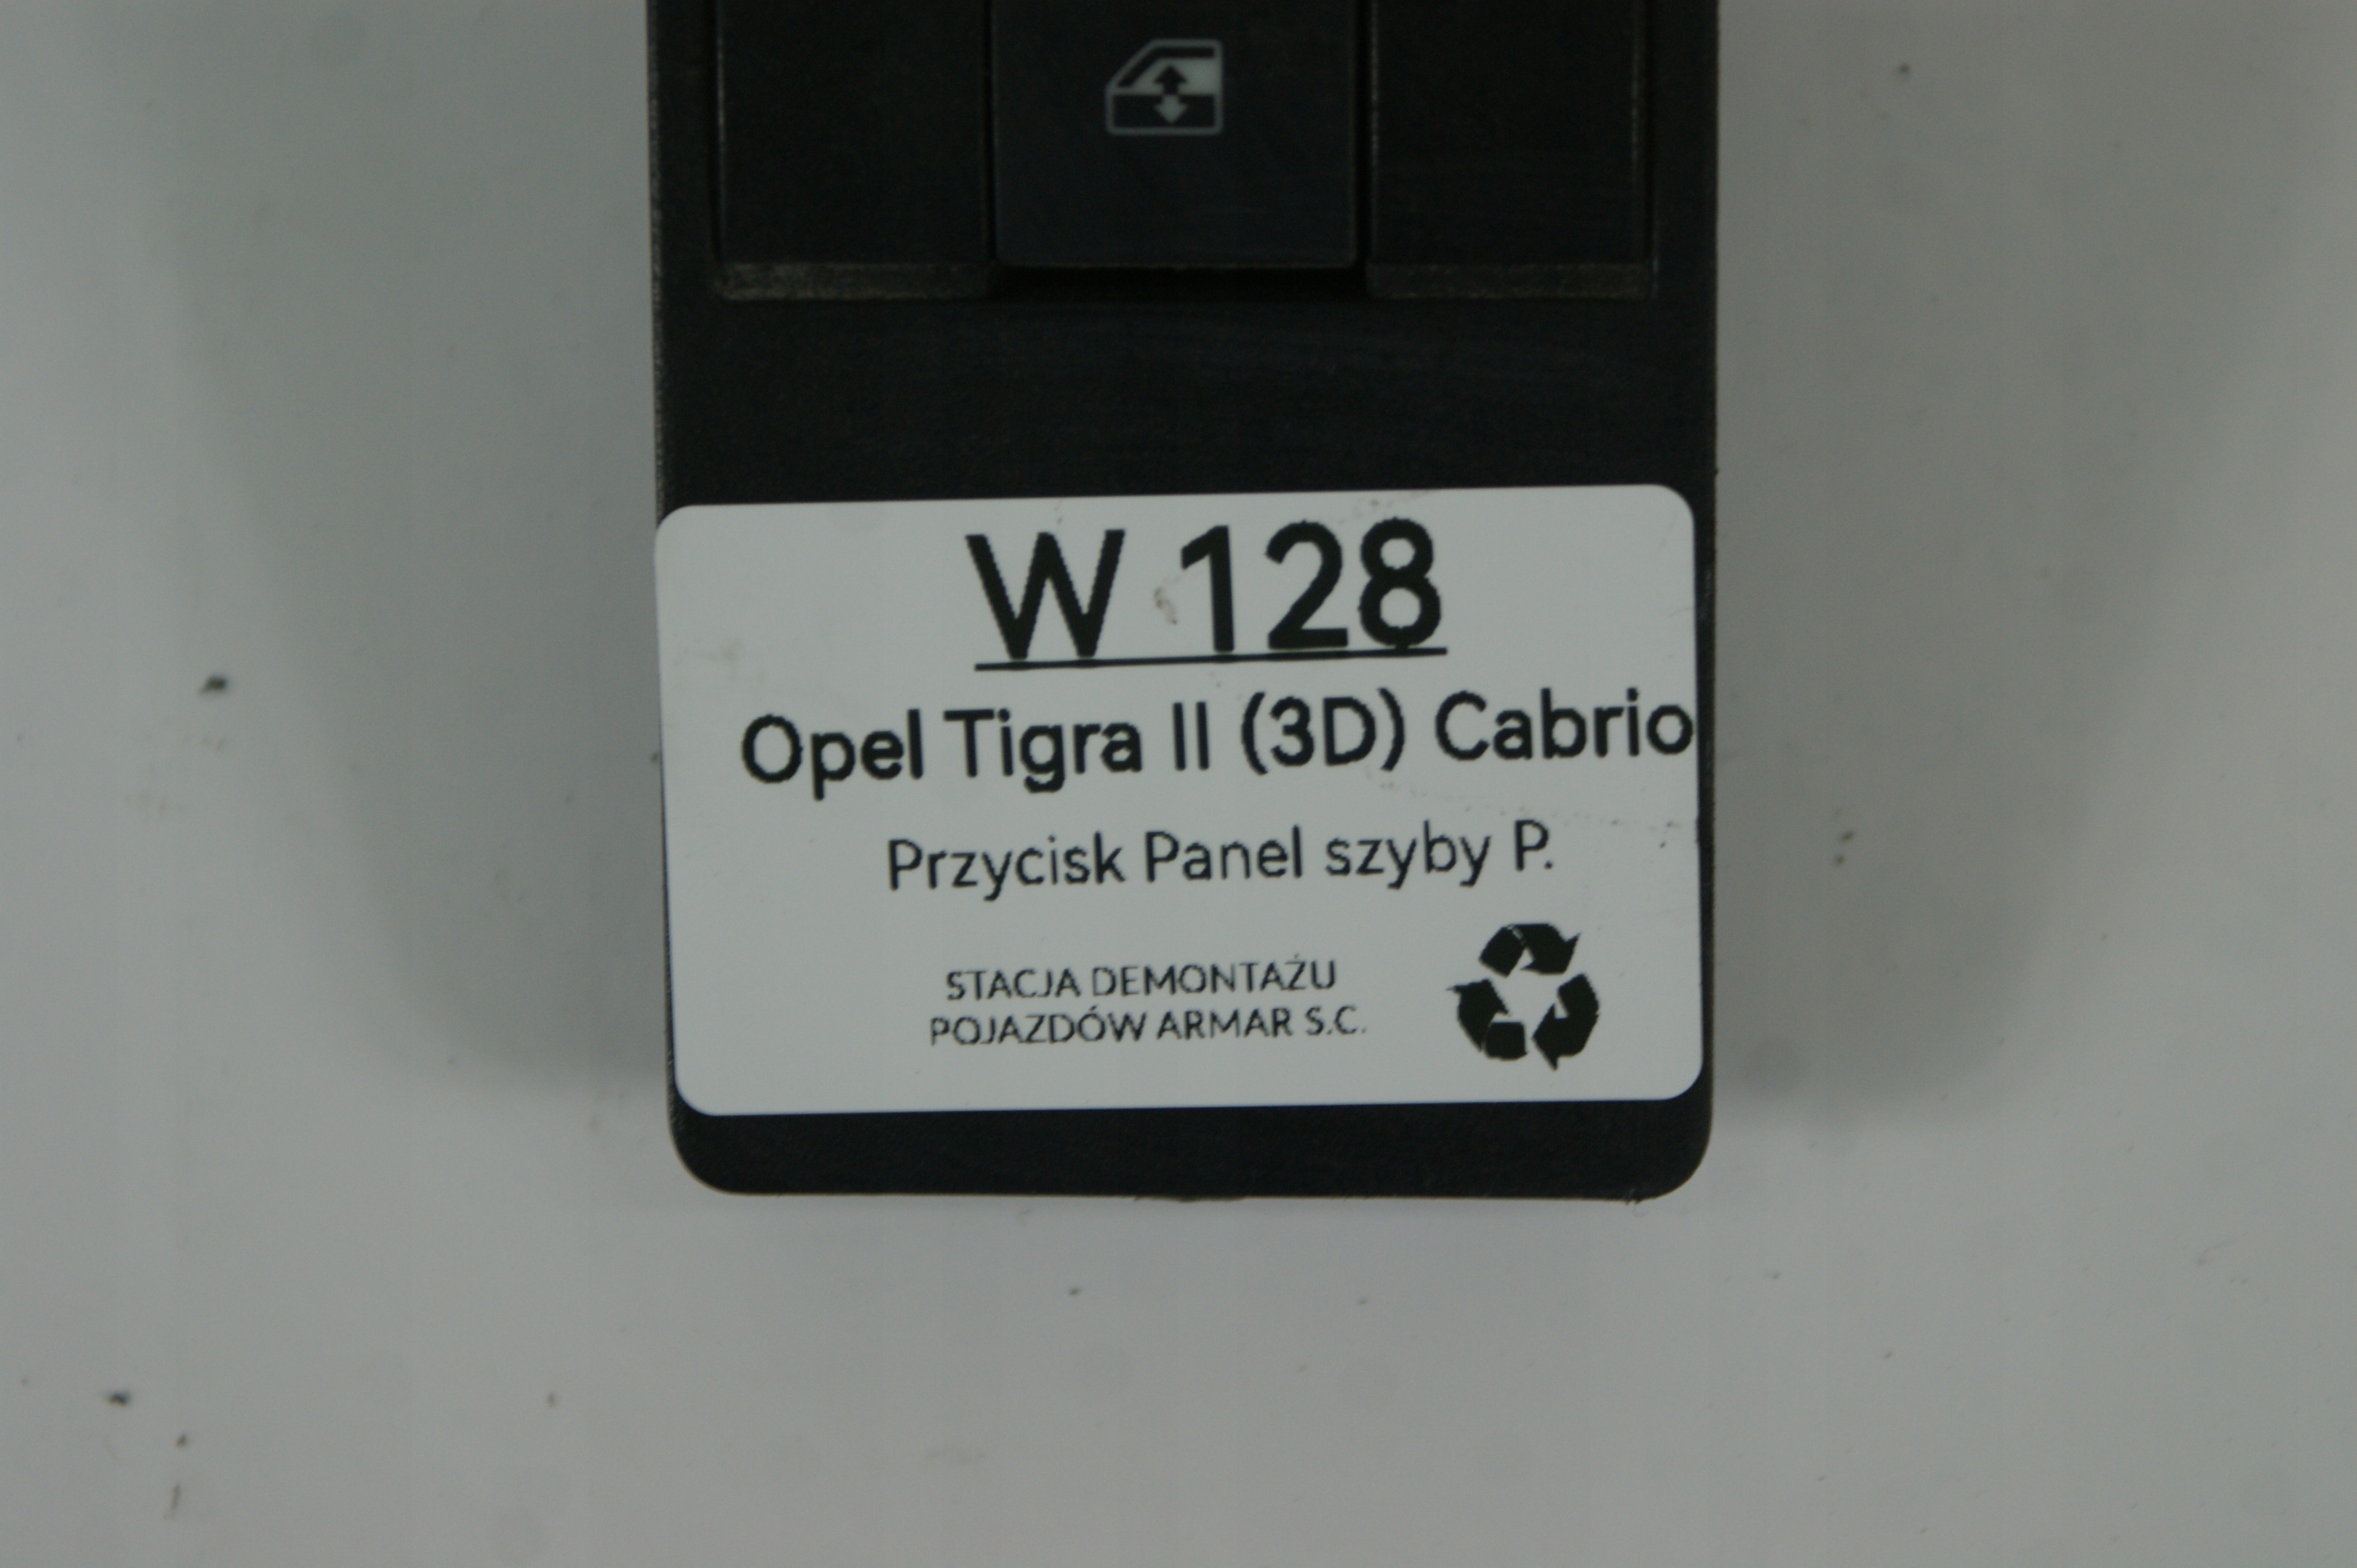 W 128
Opel Tigra II (3D) Cabrio
Przycisk Panel szyby P.
STACJA DEMONTAŻU
POJAZDÓW ARMAR S.C.